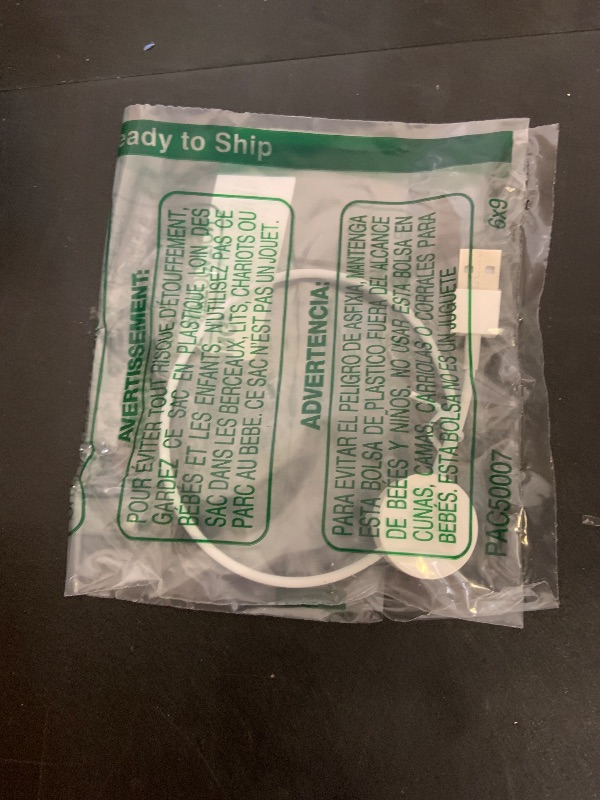 eady to Ship
AVERTISSEMENT:
POUR ÉVITER TOUT RISQUE D'ÉTOUFFEMENT,
GARDEZ CE SAC EN PLASTIQUE LOIN DES
BÉBÉS ET LES ENFANTS. N'UTILISEZ PAS CE
SAC DANS LES BERCEAUX, LITS, CHARIOTS OU
PARC AU BEBE. CE SAC N'EST PAS UN JOUET.
ADVERTENCIA:
PARA EVITAR EL PELIGRO DE ASFIXIA, MANTENGA
ESTA BOLSA DE PLASTICO FUERA DEL ALCANCE
DE BEBES Y NIÑOS. NO USAR ESTA BOLSA EN
CUNAS, CAMAS, CARRIOLAS O CORRALES PARA
BEBÉS. ESTA BOLSA NO ES UN JUGUETE
6x9
PAC50007